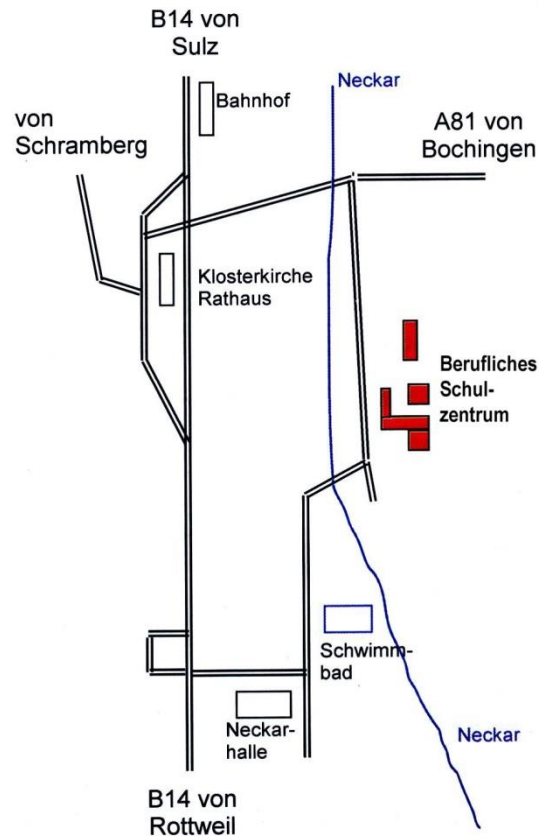 B14 von
Sulz
Bahnhof
Neckar
von
Schramberg
A81 von
Bochingen
Klosterkirche
Rathaus
Berufliches
Schul-
zentrum
Schwimm-
bad
Neckar-
halle
Neckar
B14 von
Rottweil